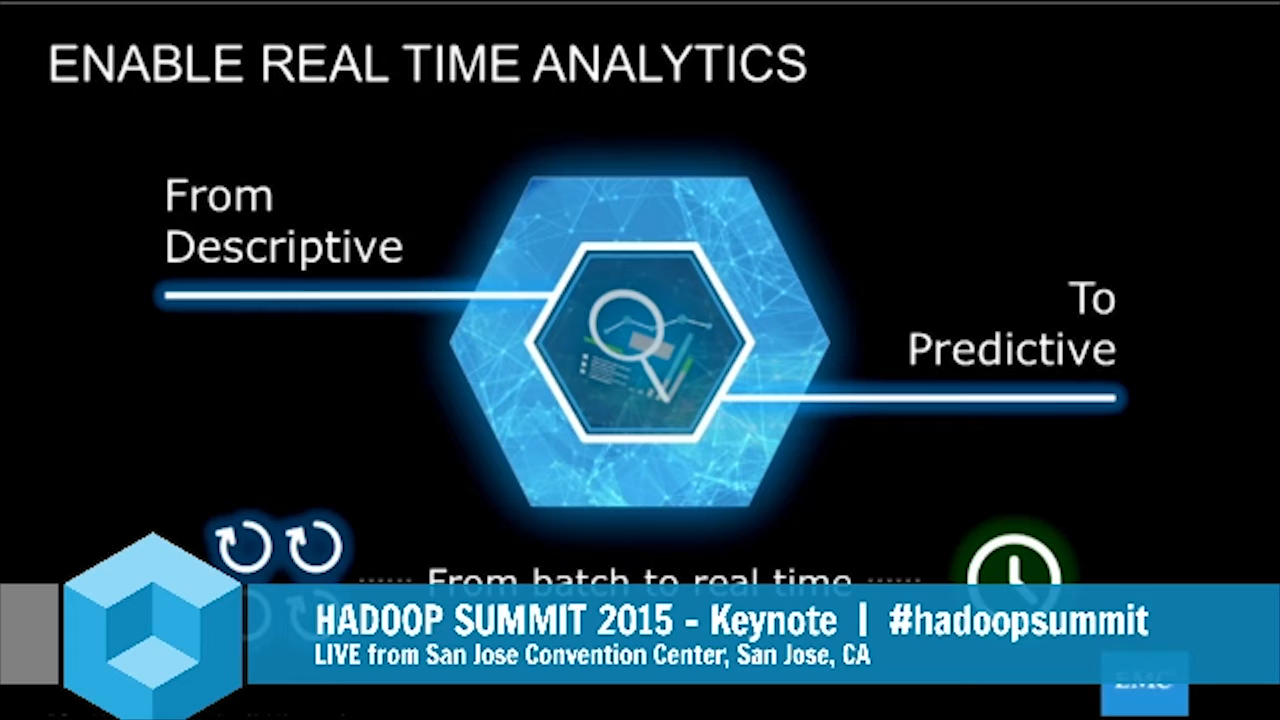 ENABLE REAL TIME ANALYTICS
From
Descriptive
To
Predictive
From batch to real time
HADOOP SUMMIT 2015 - Keynote | #hadoopsummit
LIVE from San Jose Convention Center, San Jose, CA
EMC